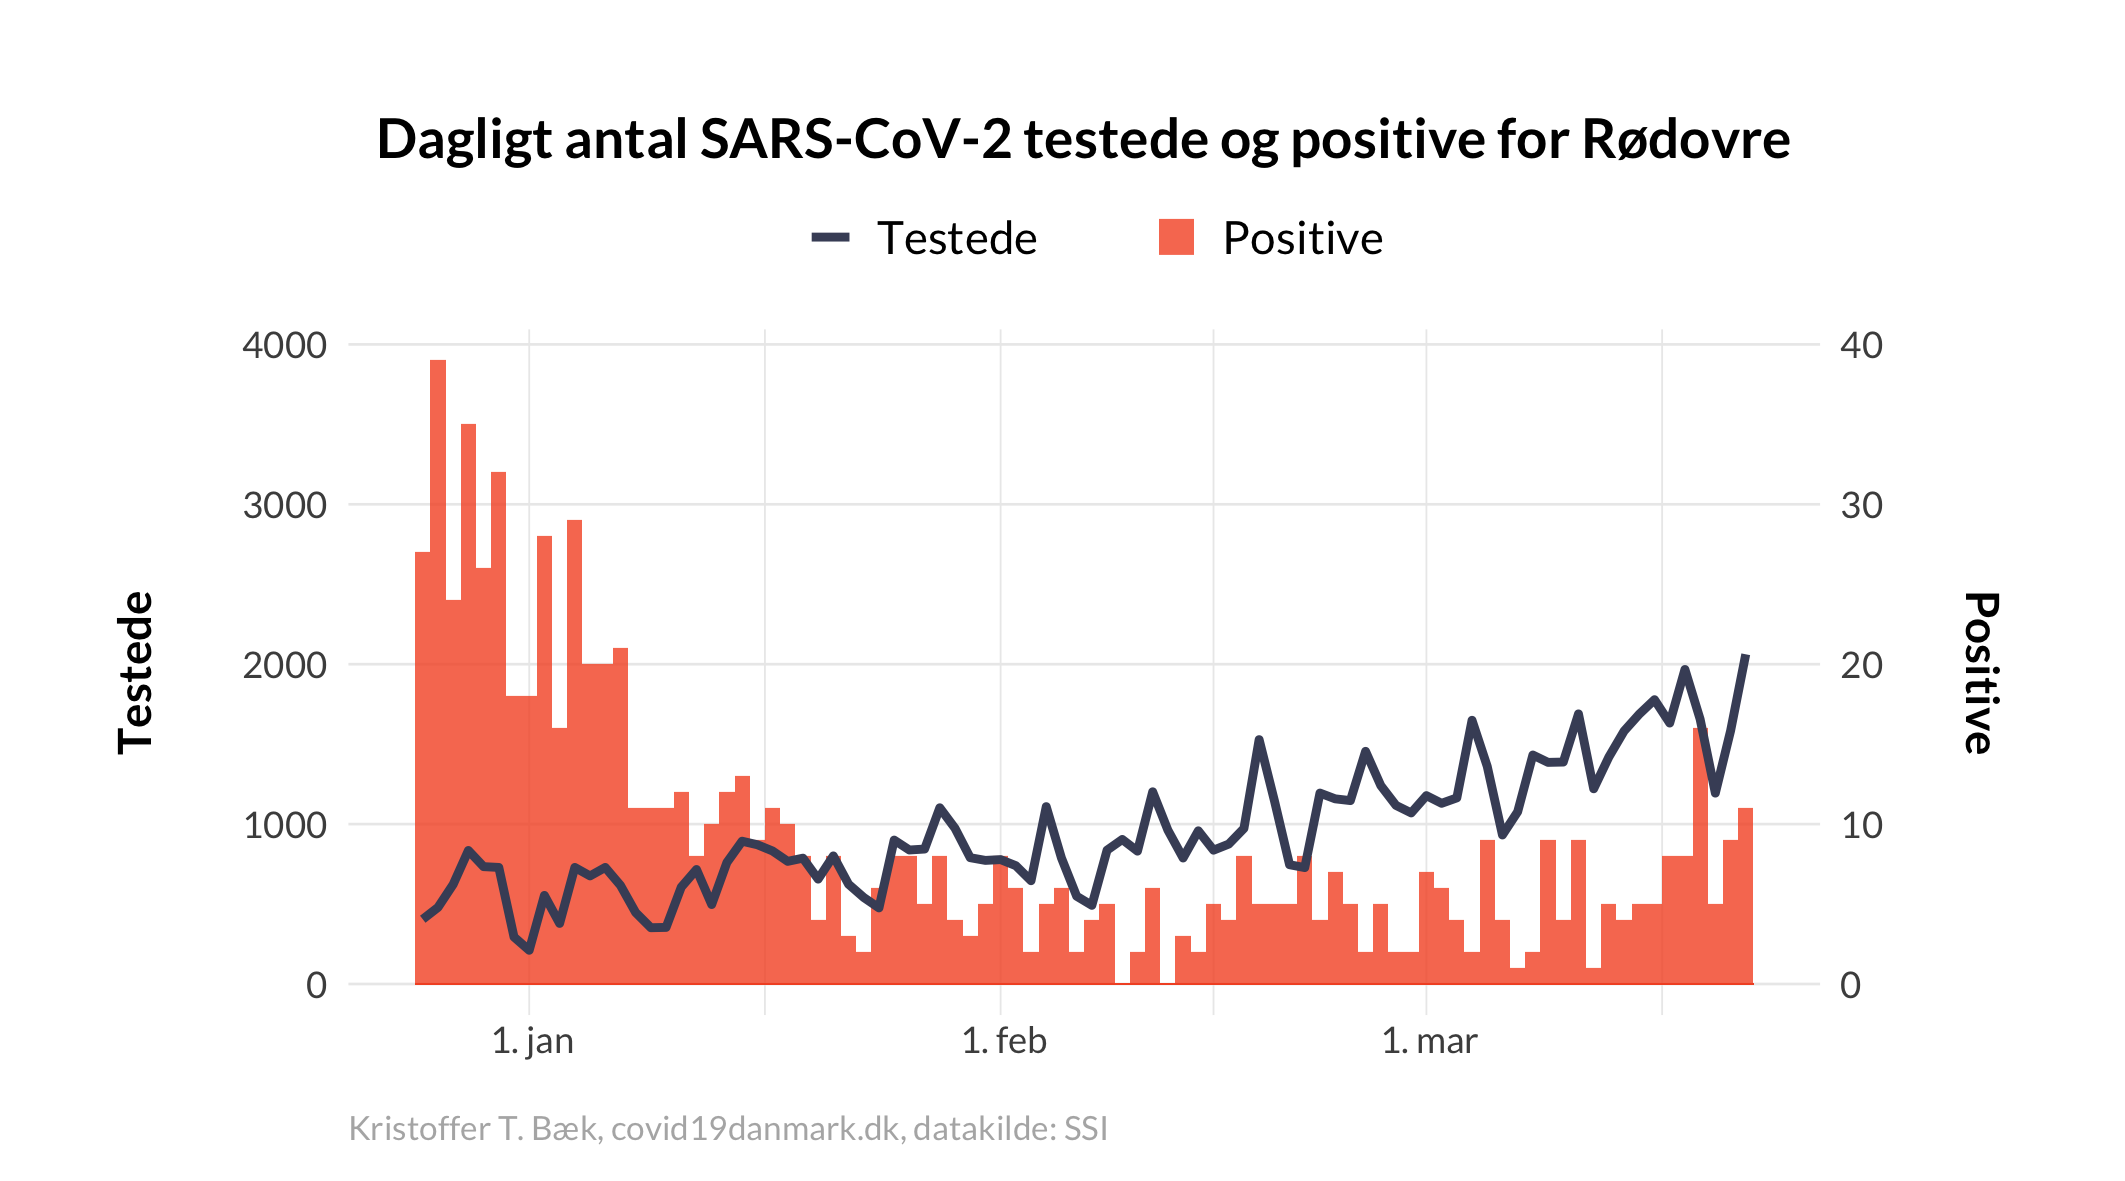 Dagligt antal SARS-CoV-2 testede og positive for Rødovre
Testede
Positive
4000
3000
2000
1000
0
40
30
20
10
0
Testede
Positive
1. jan
1. feb
1. mar
Kristoffer T. Bæk, covid19danmark.dk, datakilde: SSI